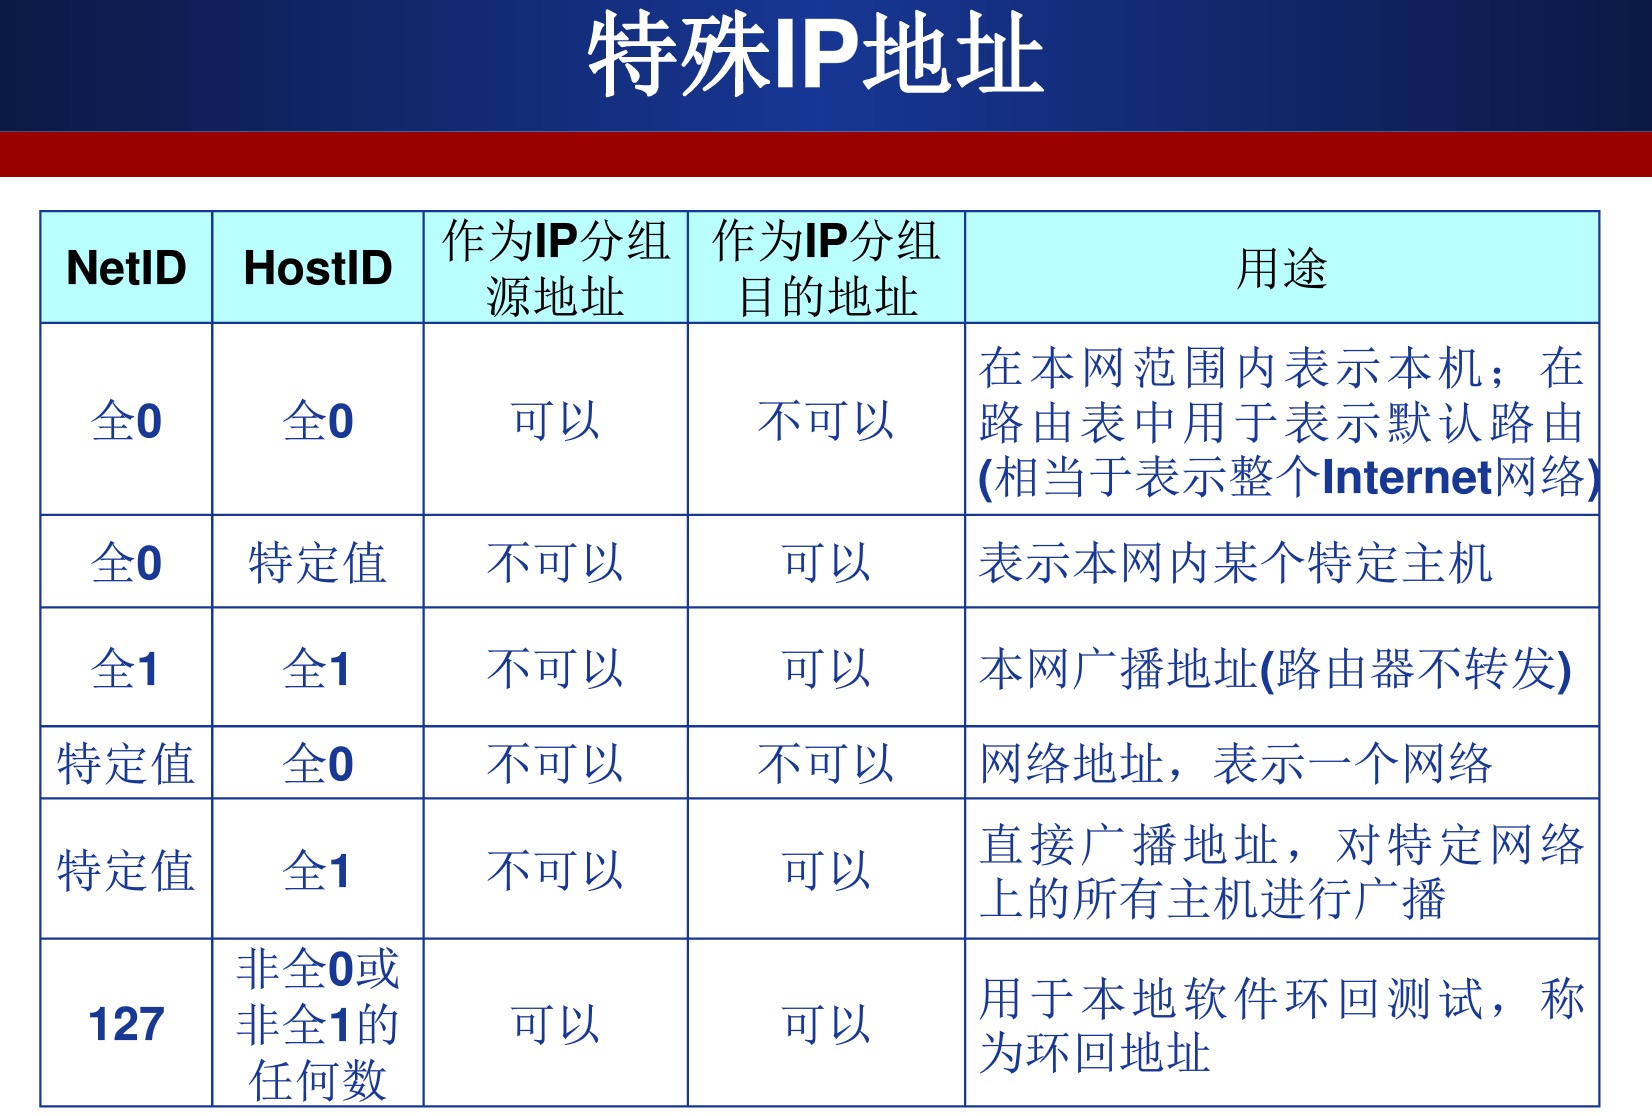 特殊IP地址
NetID
HostID
作为IP分组
源地址
作为IP分组
目的地址
用途
全0
全0
可以
不可以
在本网范围内表示本机；在
路由表中用于表示默认路由
(相当于表示整个Internet网络)
全0
特定值
不可以
可以
表示本网内某个特定主机
全1
全1
不可以
可以
本网广播地址(路由器不转发)
特定值
全0
不可以
不可以
网络地址，表示一个网络
特定值
全1
不可以
可以
直接广播地址，对特定网络
上的所有主机进行广播
127
非全0或
非全1的
任何数
可以
可以
用于本地软件环回测试，称
为环回地址